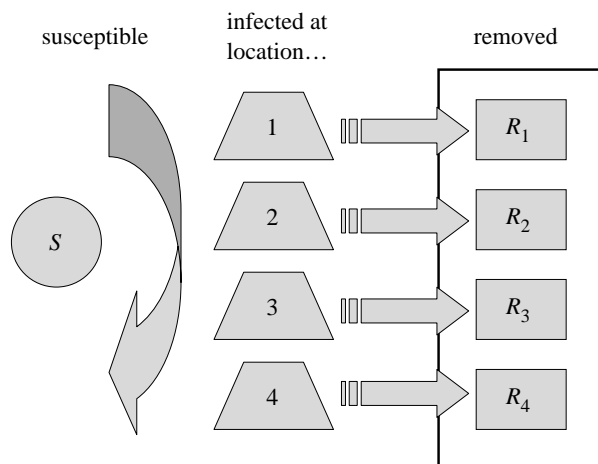 susceptible
infected at
location…
removed
1
R1
2
R2
S
3
R3
4
R4